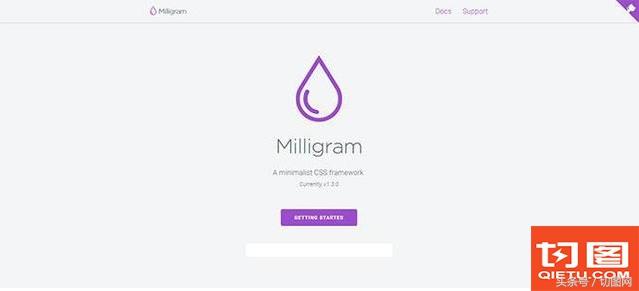 Milligram
Docs
Support
Milligram
A minimalist CSS framework
Currently v1.3.0
GETTING STARTED
切图
QIETU.COM
头条号 / 切图网